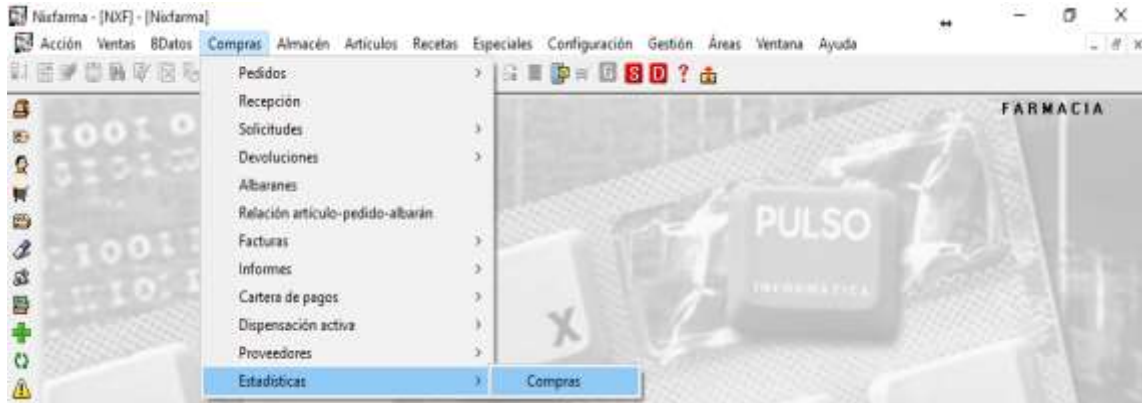 Nixfarma - [NXF] - [Nixfarma]
Acción Ventas BDatos Compras Almacén Artículos Recetas Especiales Configuración Gestión Áreas Ventana Ayuda
G S D ?
FARMACIA
Pedidos
Recepción
Solicitudes
Devoluciones
Albaranes
Relación artículo-pedido-albarán
Facturas
Informes
Cartera de pagos
Dispensación activa
Proveedores
Estadísticas
Compras
PULSO
INFORMATICA
X